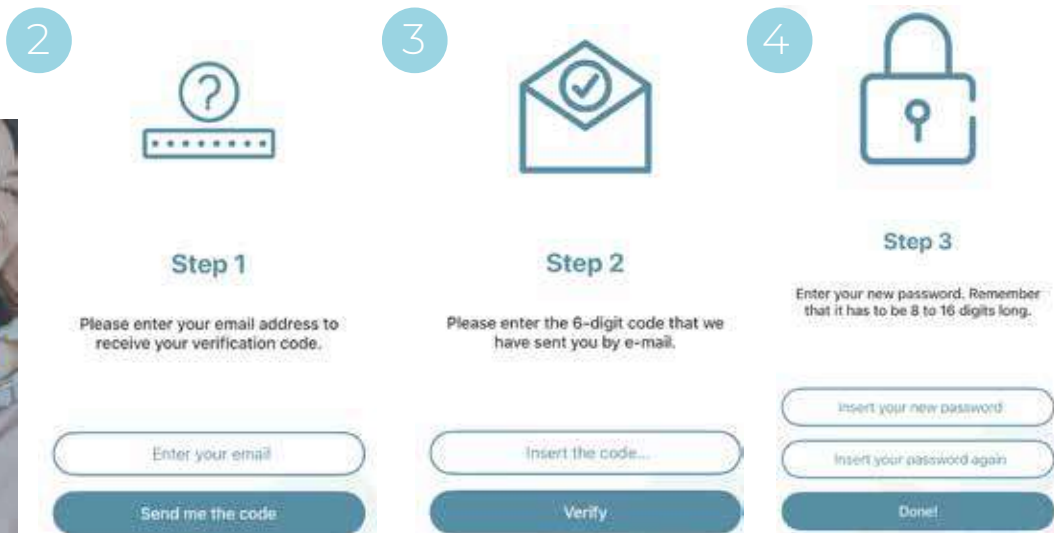 2
Step 1
Please enter your email address to
receive your verification code.
Enter your email
Send me the code
3
Step 2
Please enter the 6-digit code that we
have sent you by e-mail.
Insert the code...
Verify
4
Step 3
Enter your new password. Remember
that it has to be 8 to 16 digits long.
Insert your new password
Insert your password again
Done!